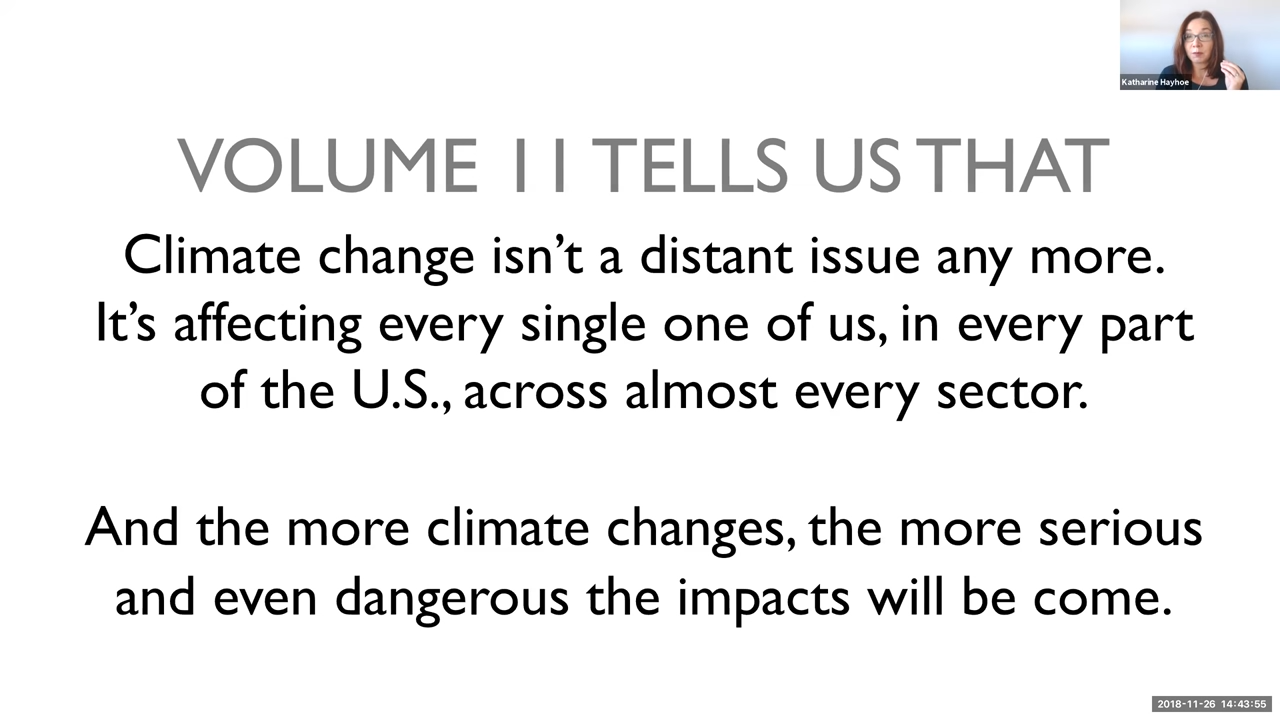 Katharine Hayhoe
VOLUME 11 TELLS US THAT
Climate change isn’t a distant issue any more.
It’s affecting every single one of us, in every part
of the U.S., across almost every sector.
And the more climate changes, the more serious
and even dangerous the impacts will be come.
2018-11-26 14:43:55